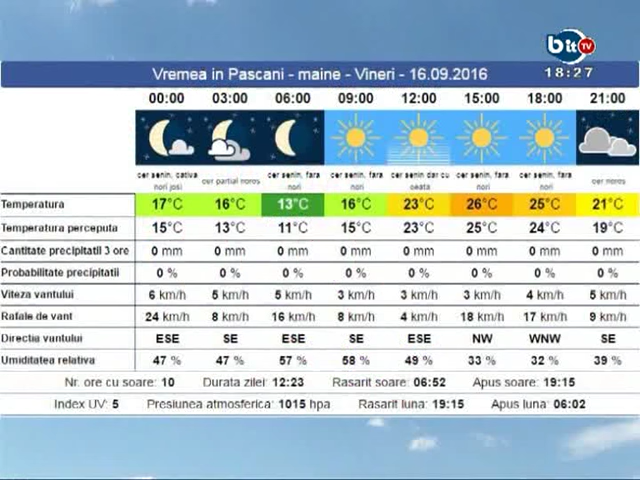 bit TV
18:27
Vremea in Pascani - maine - Vineri - 16.09.2016
00:00 03:00 06:00 09:00 12:00 15:00 18:00 21:00
cer senin, cativa nori josi cer partial noros cer senin, fara nori cer senin, fara nori cer senin dar cu ceata cer senin, fara nori cer senin, fara nori cer noros
Temperatura 17°C 16°C 13°C 16°C 23°C 26°C 25°C 21°C
Temperatura perceputa 15°C 13°C 11°C 15°C 23°C 25°C 24°C 19°C
Cantitate precipitatii 3 ore 0 mm 0 mm 0 mm 0 mm 0 mm 0 mm 0 mm 0 mm
Probabilitate precipitatii 0 % 0 % 0 % 0 % 0 % 0 % 0 % 0 %
Viteza vantului 6 km/h 5 km/h 5 km/h 3 km/h 3 km/h 3 km/h 4 km/h 5 km/h
Rafale de vant 24 km/h 8 km/h 16 km/h 8 km/h 4 km/h 18 km/h 17 km/h 9 km/h
Directia vantului ESE SE ESE SE ESE NW WNW SE
Umiditatea relativa 47 % 47 % 57 % 58 % 49 % 33 % 32 % 39 %
Nr. ore cu soare: 10 Durata zilei: 12:23 Rasarit soare: 06:52 Apus soare: 19:15
Index UV: 5 Presiunea atmosferica: 1015 hpa Rasarit luna: 19:15 Apus luna: 06:02